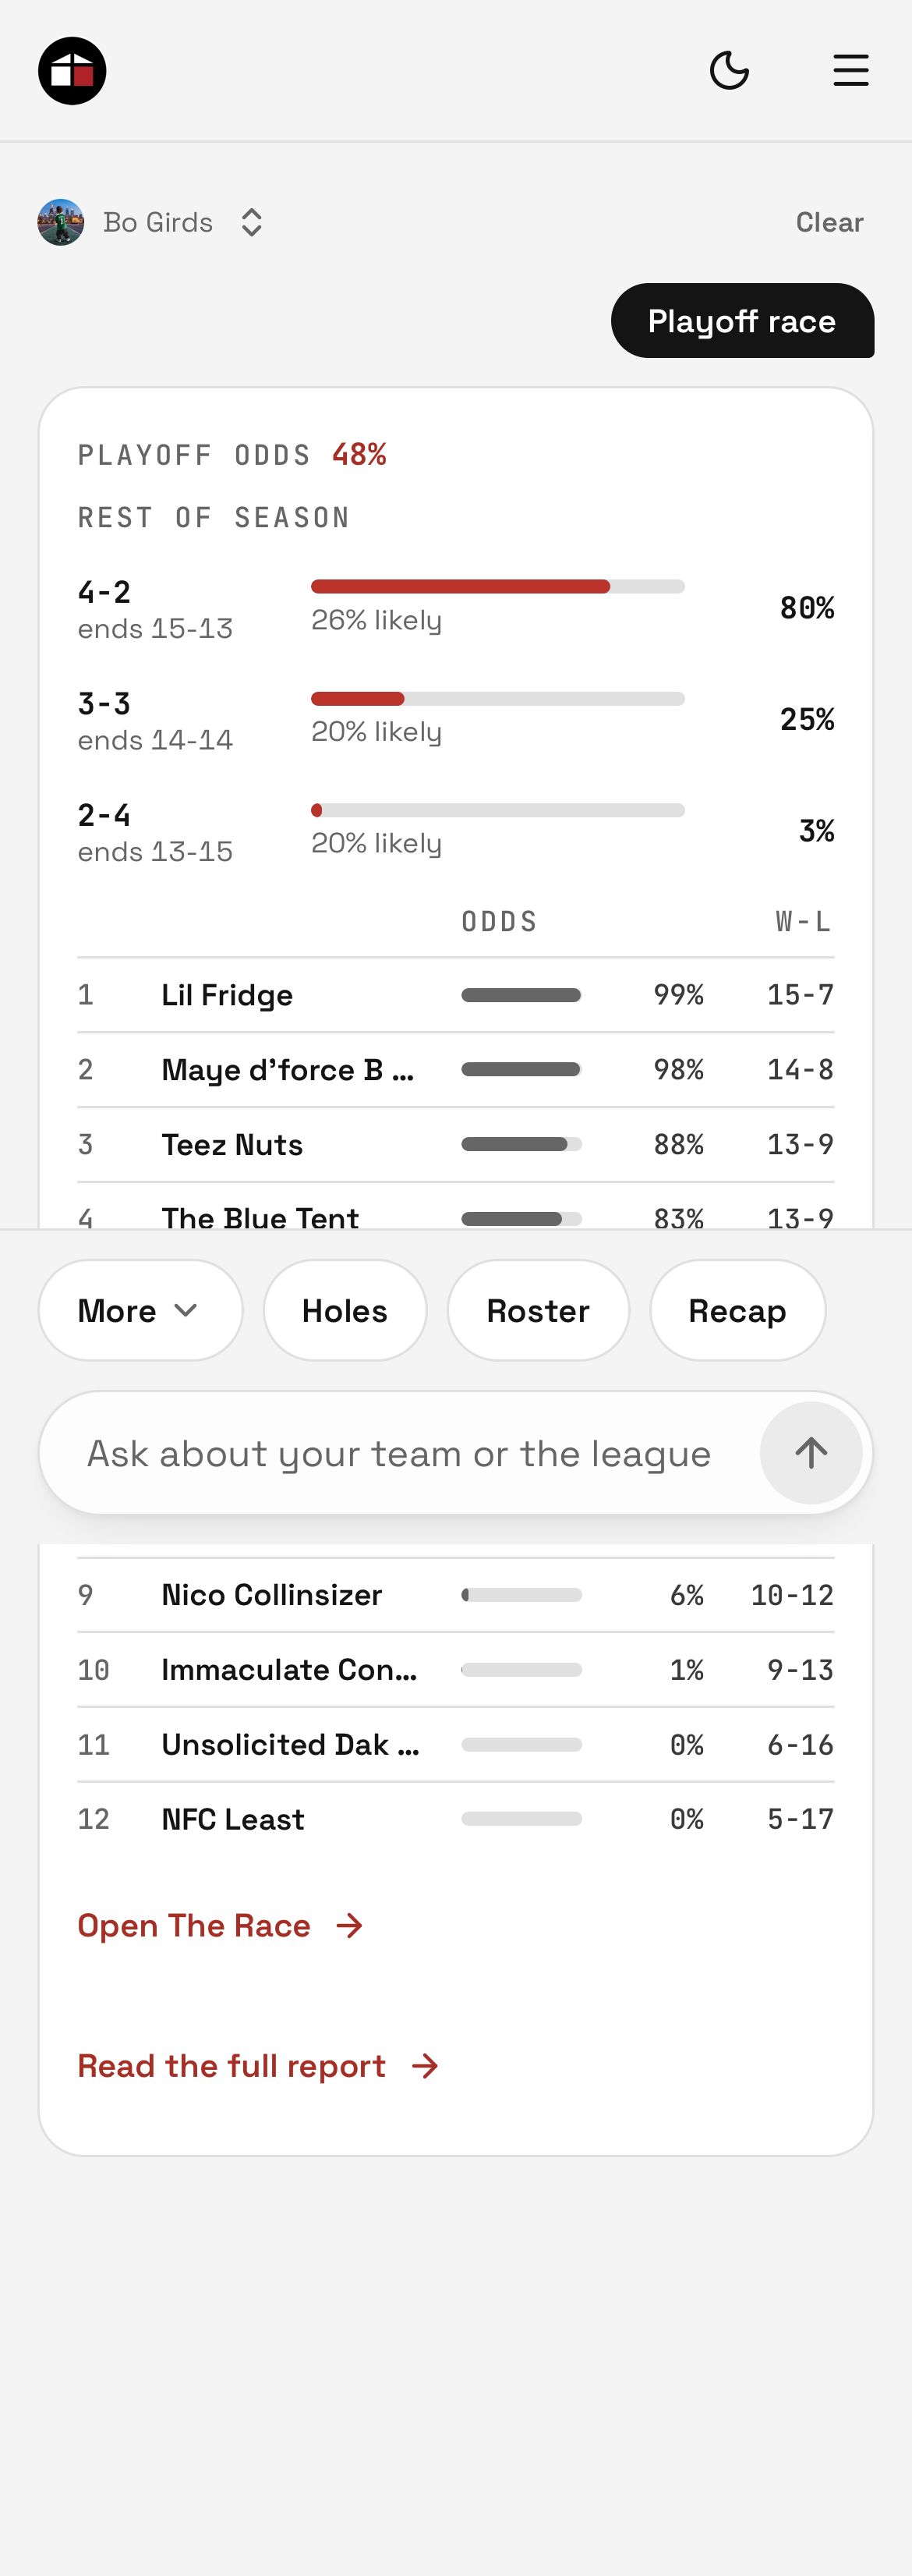 Bo Girds
Clear
Playoff race
PLAYOFF ODDS 48%
REST OF SEASON
4-2 80%
ends 15-13 26% likely
3-3 25%
ends 14-14 20% likely
2-4 3%
ends 13-15 20% likely
ODDS W-L
1 Lil Fridge 99% 15-7
2 Maye d’force B ... 98% 14-8
3 Teez Nuts 88% 13-9
4 The Blue Tent 83% 13-9
More Holes Roster Recap
Ask about your team or the league
9 Nico Collinsizer 6% 10-12
10 Immaculate Con... 1% 9-13
11 Unsolicited Dak ... 0% 6-16
12 NFC Least 0% 5-17
Open The Race →
Read the full report →